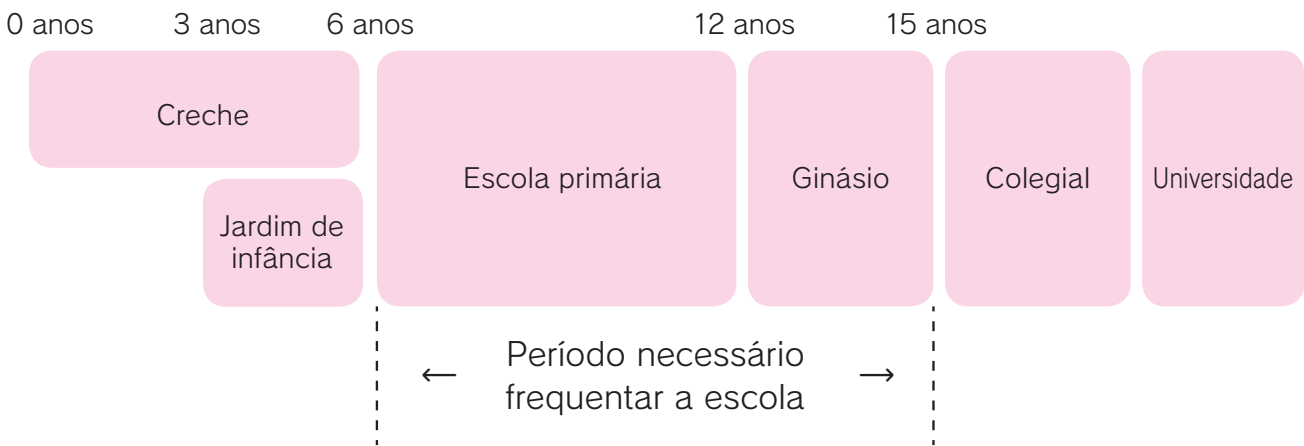 0 anos
3 anos
6 anos
12 anos
15 anos
Creche
Jardim de
infância
Escola primária
Ginásio
Colegial
Universidade
Período necessário
frequentar a escola